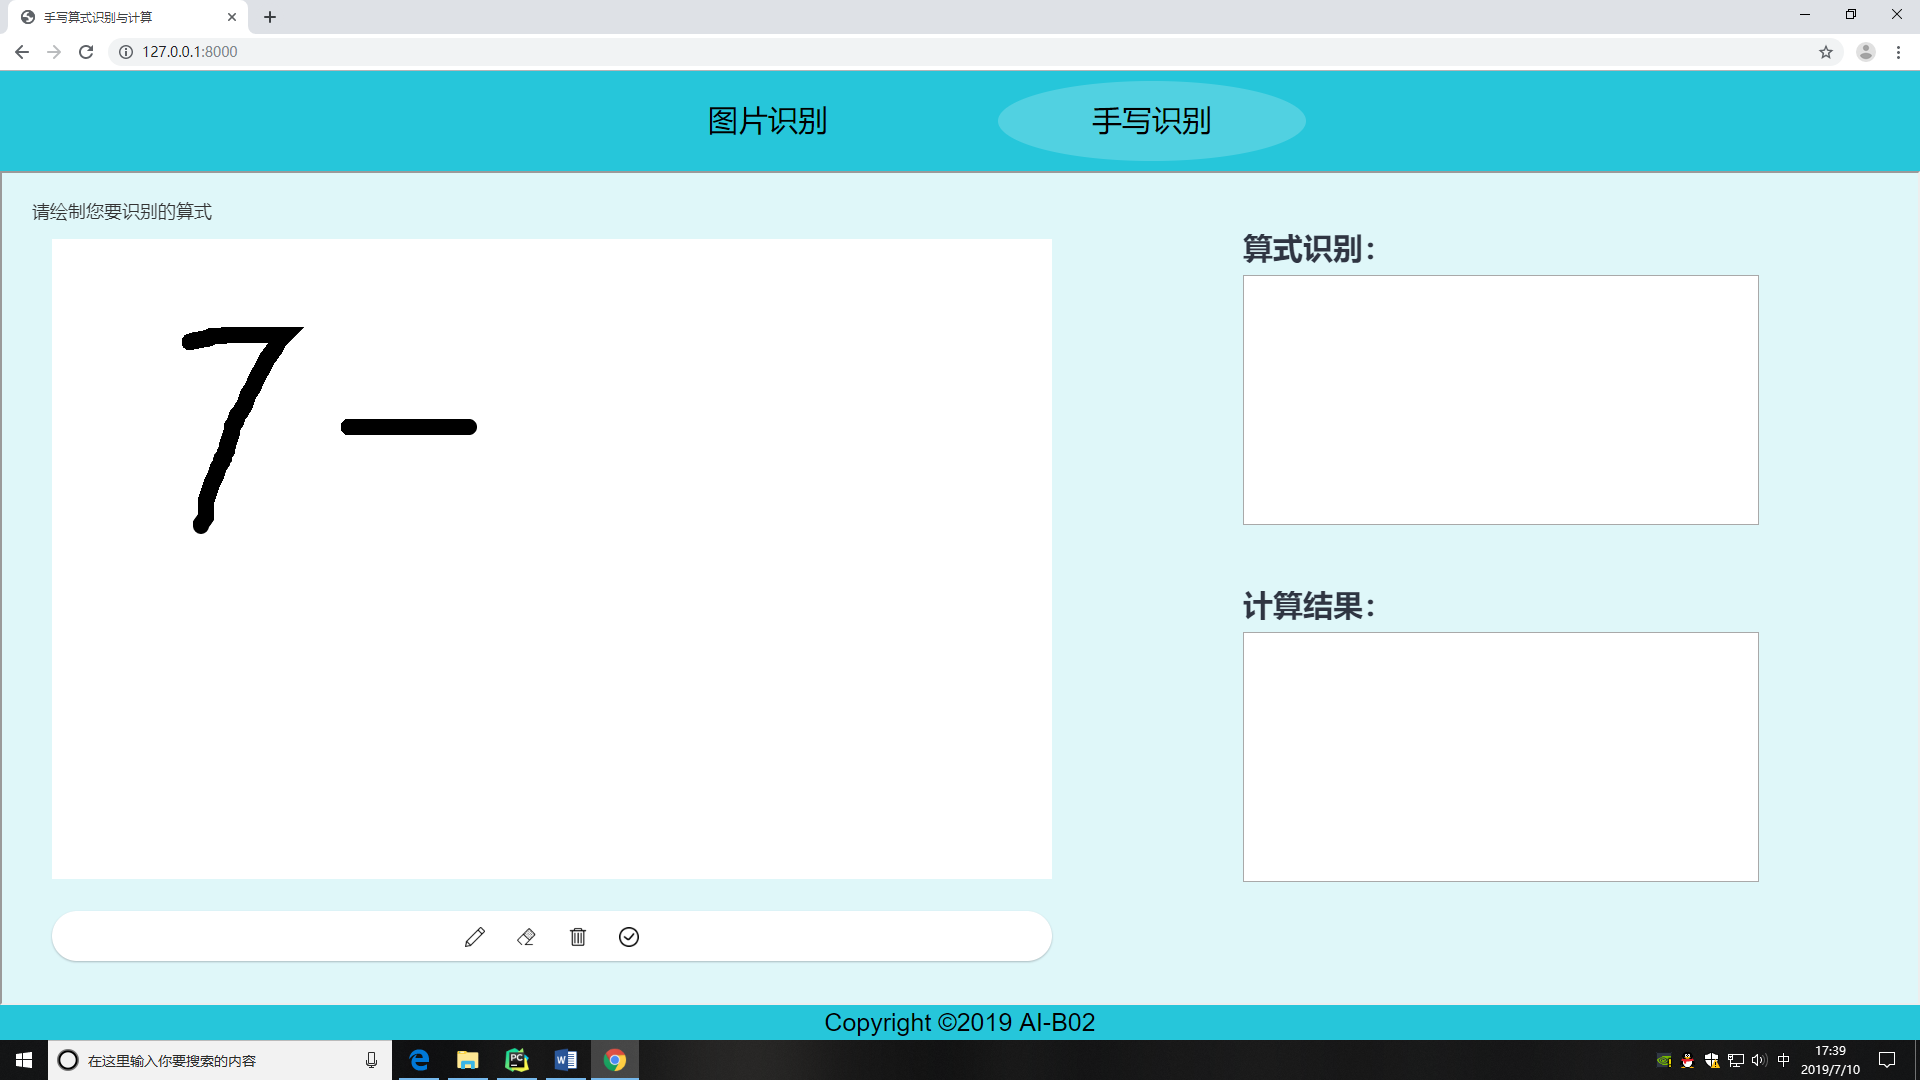 手写算式识别与计算
127.0.0.1:8000
图片识别
手写识别
请绘制您要识别的算式
7 -
算式识别：
计算结果：
Copyright ©2019 AI-B02
在这里输入你要搜索的内容
PC
W
中
17:39
2019/7/10